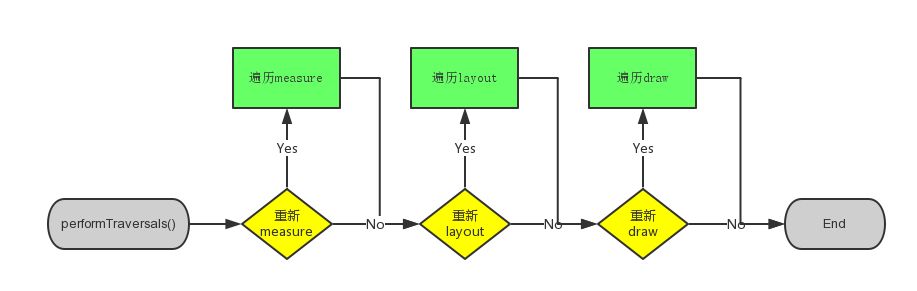 遍历measure
遍历layout
遍历draw
Yes
Yes
Yes
performTraversals()
重新
measure
No
重新
layout
No
重新
draw
No
End